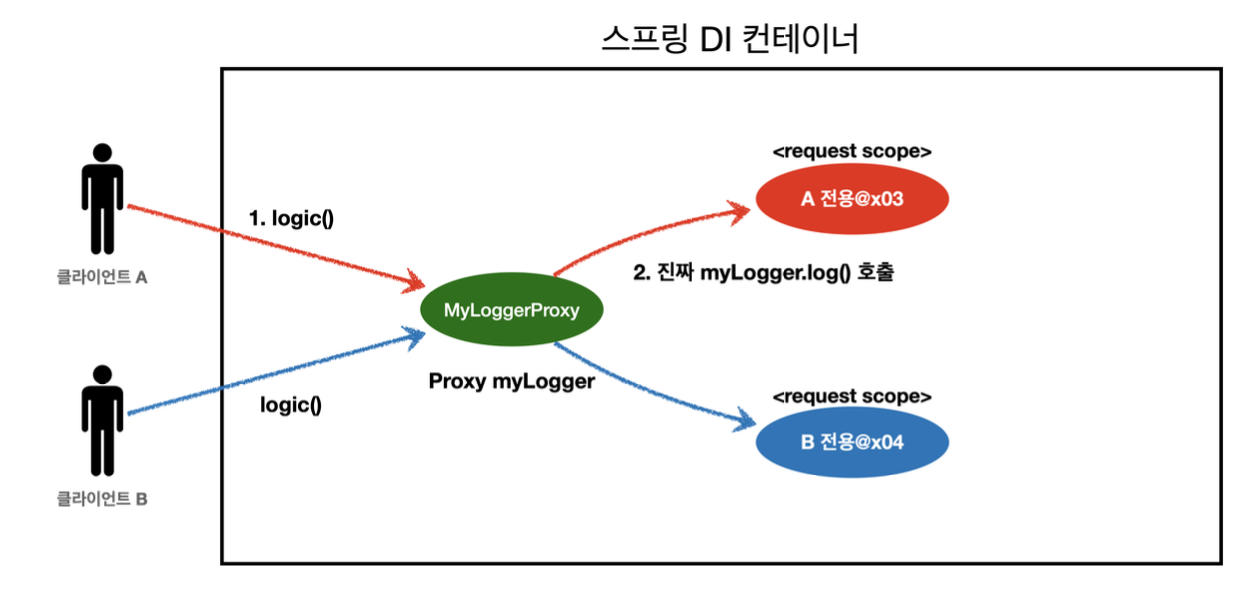 스프링 DI 컨테이너
<request scope>
A 전용@x03
1. logic()
클라이언트 A
2. 진짜 myLogger.log() 호출
MyLoggerProxy
Proxy myLogger
<request scope>
logic()
B 전용@x04
클라이언트 B